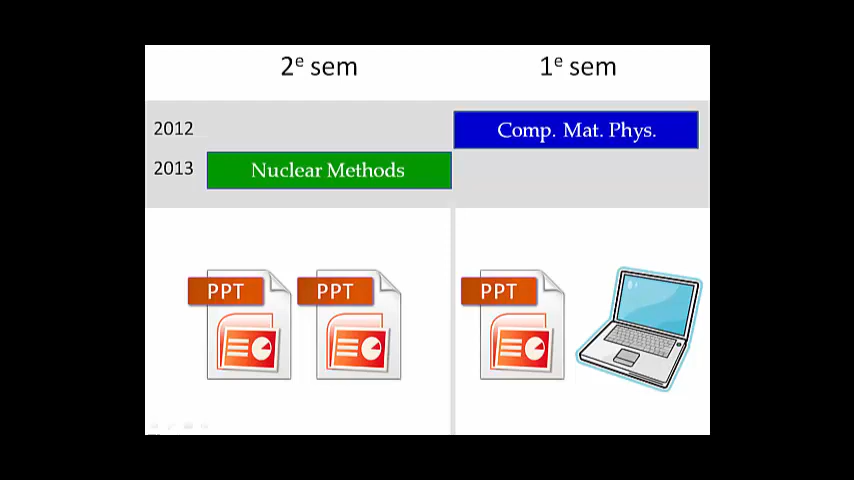 2ᵉ sem
1ᵉ sem
2012
Comp. Mat. Phys.
2013
Nuclear Methods
PPT
PPT
PPT